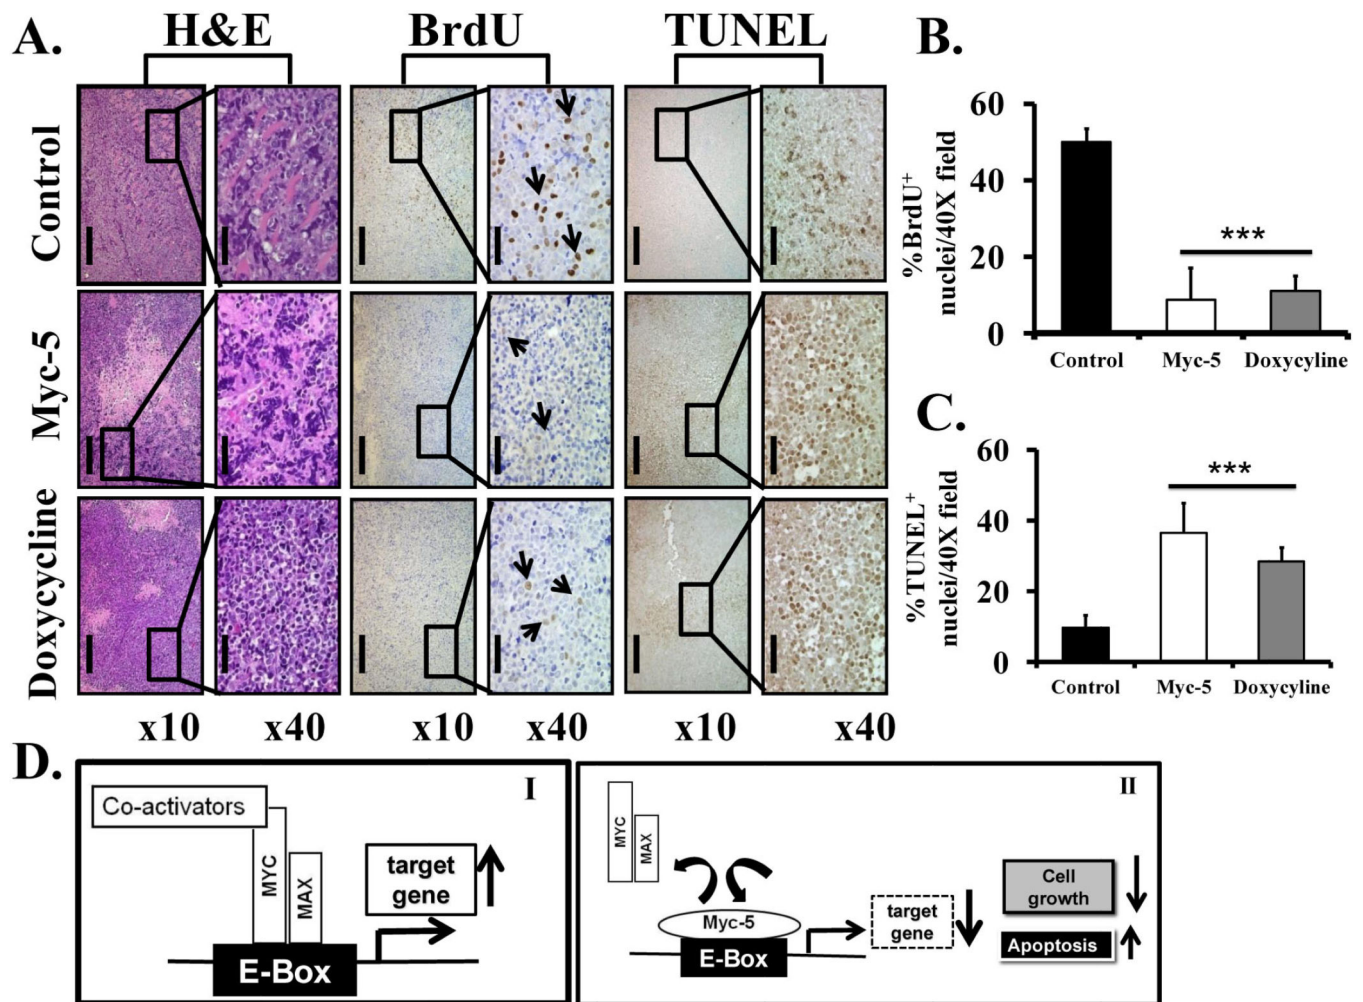 A.
H&E
BrdU
TUNEL
Control
Myc-5
Doxycycline
x10
x40
x10
x40
x10
x40
B.
%BrdU+
nuclei/40X field
60
40
20
0
***
Control
Myc-5
Doxycyline
C.
%TUNEL+
nuclei/40X field
60
40
20
0
***
Control
Myc-5
Doxycyline
D.
I
Co-activators
MYC
MAX
target
gene
E-Box
II
MYC
MAX
Myc-5
E-Box
target
gene
Cell
growth
Apoptosis